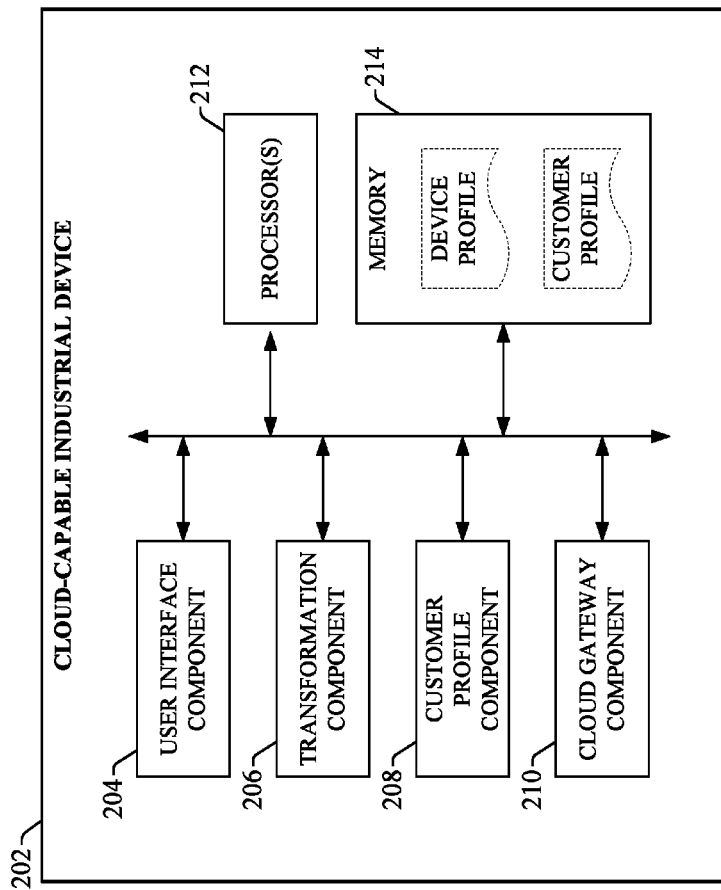 202
CLOUD-CAPABLE INDUSTRIAL DEVICE
204
USER INTERFACE
COMPONENT
206
TRANSFORMATION
COMPONENT
208
CUSTOMER
PROFILE
COMPONENT
210
CLOUD GATEWAY
COMPONENT
212
PROCESSOR(S)
214
MEMORY
DEVICE
PROFILE
CUSTOMER
PROFILE